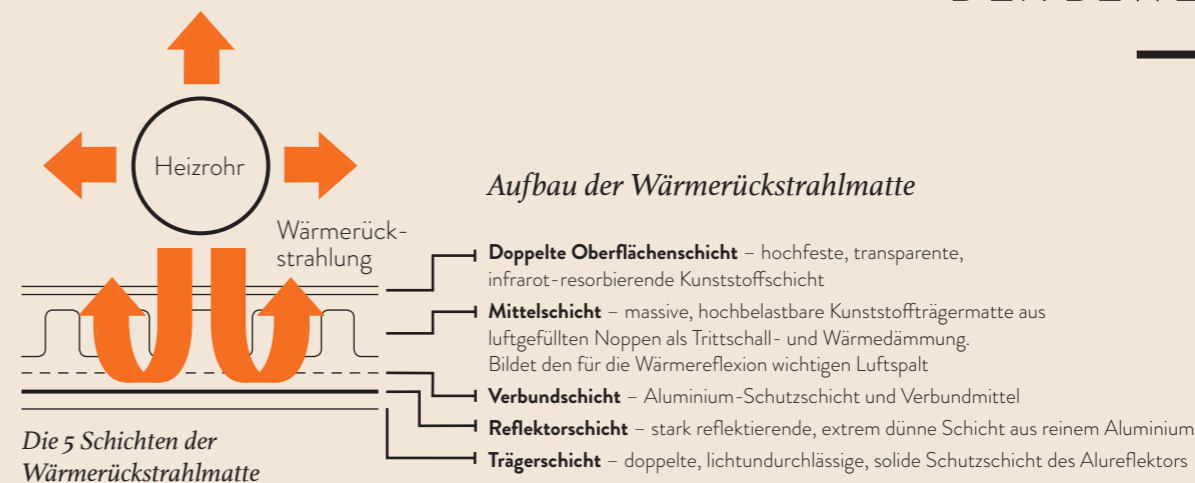 Heizrohr
Wärmerück-
strahlung
Aufbau der Wärmerückstrahlmatte
Doppelte Oberflächenschicht – hochfeste, transparente,
infrarot-resorbierende Kunststoffschicht
Mittelschicht – massive, hochbelastbare Kunststoffträgermatte aus
luftgefüllten Noppen als Trittschall- und Wärmedämmung.
Bildet den für die Wärmereflexion wichtigen Luftspalt
Verbundschicht – Aluminium-Schutzschicht und Verbundmittel
Reflektorschicht – stark reflektierende, extrem dünne Schicht aus reinem Aluminium
Trägerschicht – doppelte, lichtundurchlässige, solide Schutzschicht des Alureflektors
Die 5 Schichten der
Wärmerückstrahlmatte